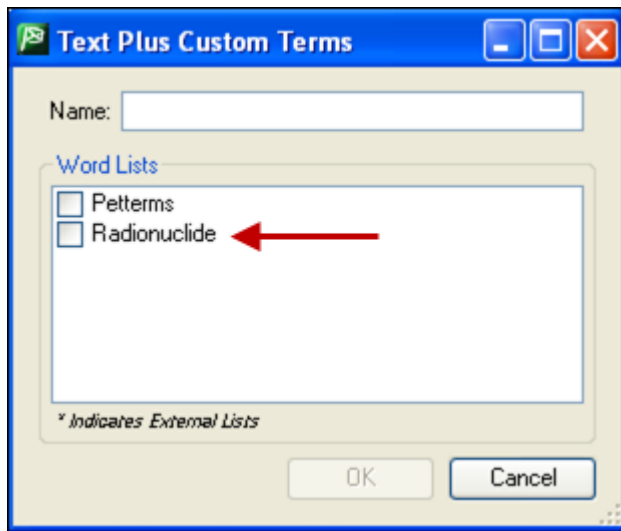 Text Plus Custom Terms
Name:
Word Lists
Petterms
Radionuclide
* Indicates External Lists
OK
Cancel